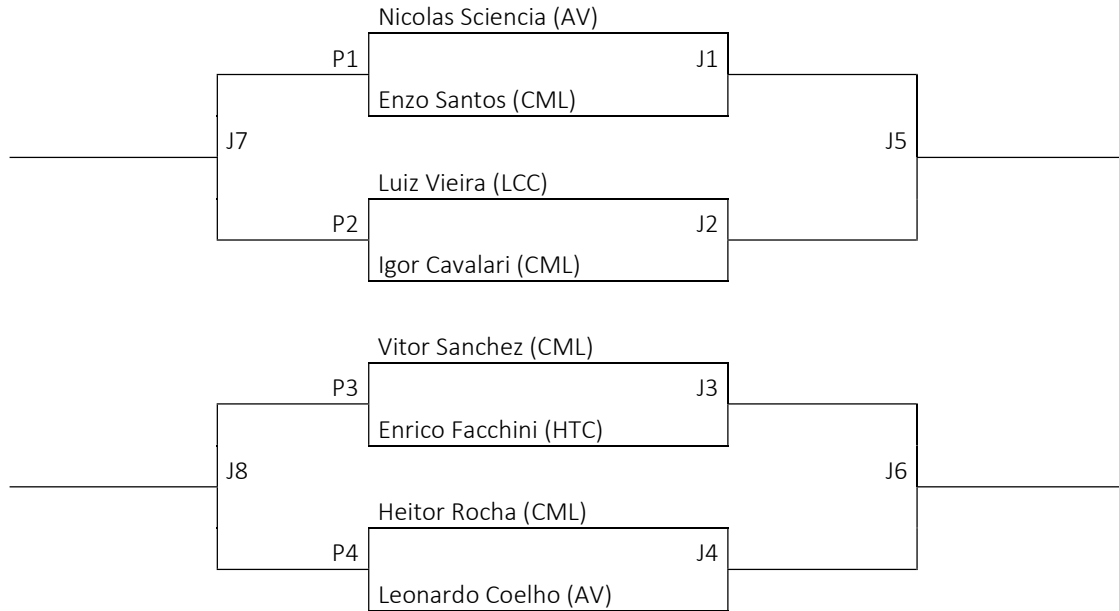 Nicolas Sciencia (AV)
P1 J1
Enzo Santos (CML)
J7 J5
Luiz Vieira (LCC)
P2 J2
Igor Cavalari (CML)
Vitor Sanchez (CML)
P3 J3
Enrico Facchini (HTC)
J8 J6
Heitor Rocha (CML)
P4 J4
Leonardo Coelho (AV)